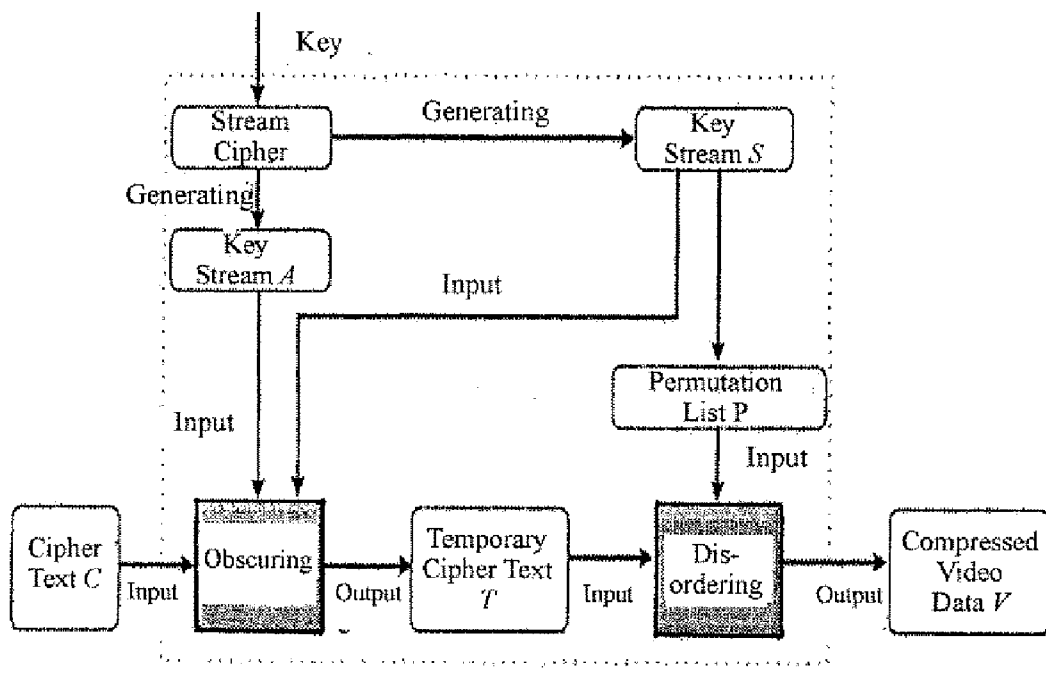 Key
Stream
Cipher
Generating
Key
Stream S
Generating
Key
Stream A
Input
Permutation
List P
Input
Input
Cipher
Text C
Input
Obscuring
Output
Temporary
Cipher Text
T
Input
Dis-
ordering
Output
Compressed
Video
Data V